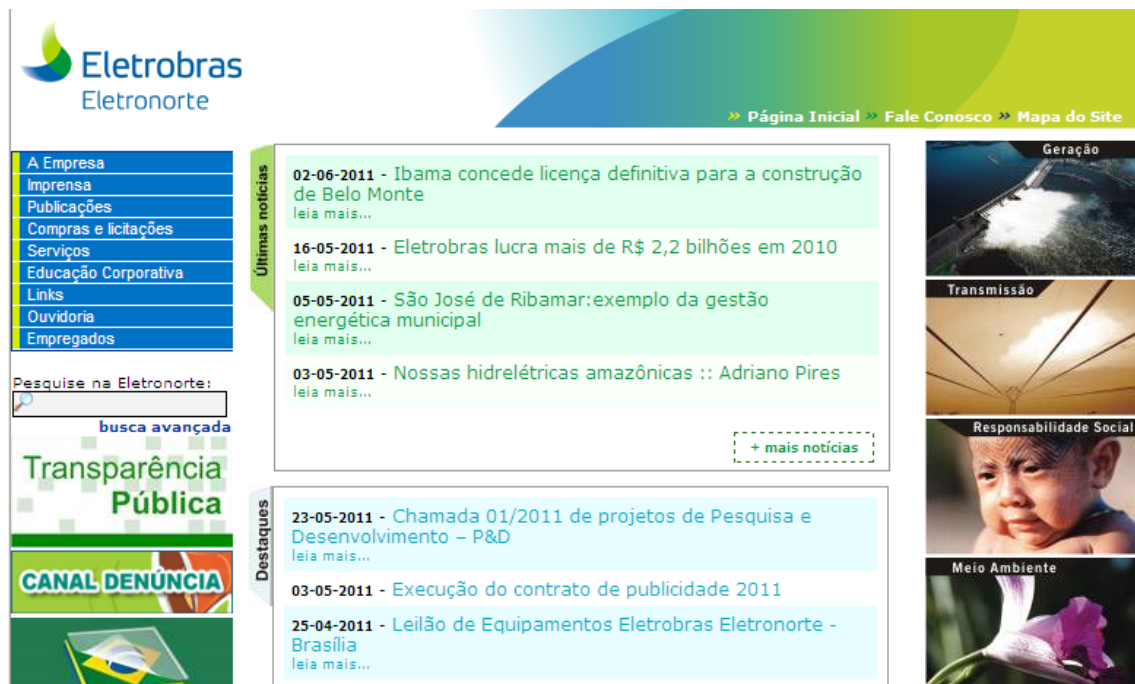 Eletrobras
Eletronorte
» Página Inicial » Fale Conosco » Mapa do Site
A Empresa
Imprensa
Publicações
Compras e licitações
Serviços
Educação Corporativa
Links
Ouvidoria
Empregados
Pesquise na Eletronorte:
busca avançada
Transparência
Pública
CANAL DENÚNCIA
Últimas notícias
02-06-2011 - Ibama concede licença definitiva para a construção
de Belo Monte
leia mais...
16-05-2011 - Eletrobras lucra mais de R$ 2,2 bilhões em 2010
leia mais...
05-05-2011 - São José de Ribamar:exemplo da gestão
energética municipal
leia mais...
03-05-2011 - Nossas hidrelétricas amazônicas :: Adriano Pires
leia mais...
+ mais notícias
Destaques
23-05-2011 - Chamada 01/2011 de projetos de Pesquisa e
Desenvolvimento – P&D
leia mais...
03-05-2011 - Execução do contrato de publicidade 2011
25-04-2011 - Leilão de Equipamentos Eletrobras Eletronorte -
Brasília
leia mais...
Geração
Transmissão
Responsabilidade Social
Meio Ambiente